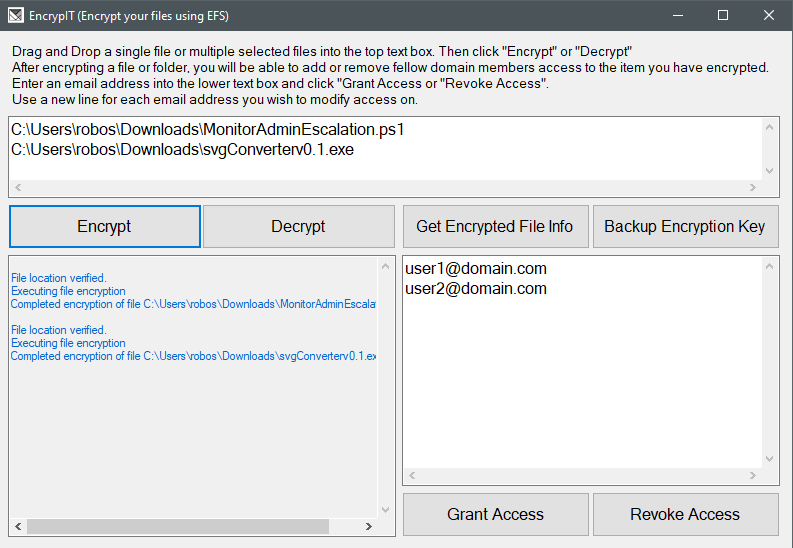 EncrypIT (Encrypt your files using EFS)
Drag and Drop a single file or multiple selected files into the top text box. Then click "Encrypt" or "Decrypt"
After encrypting a file or folder, you will be able to add or remove fellow domain members access to the item you have encrypted.
Enter an email address into the lower text box and click "Grant Access or "Revoke Access".
Use a new line for each email address you wish to modify access on.
C:\Users\robos\Downloads\MonitorAdminEscalation.ps1
C:\Users\robos\Downloads\svgConverterv0.1.exe
Encrypt
Decrypt
Get Encrypted File Info
Backup Encryption Key
File location verified.
Executing file encryption
Completed encryption of file C:\Users\robos\Downloads\MonitorAdminEscala
File location verified.
Executing file encryption
Completed encryption of file C:\Users\robos\Downloads\svgConverterv0.1.ex
user1@domain.com
user2@domain.com
Grant Access
Revoke Access